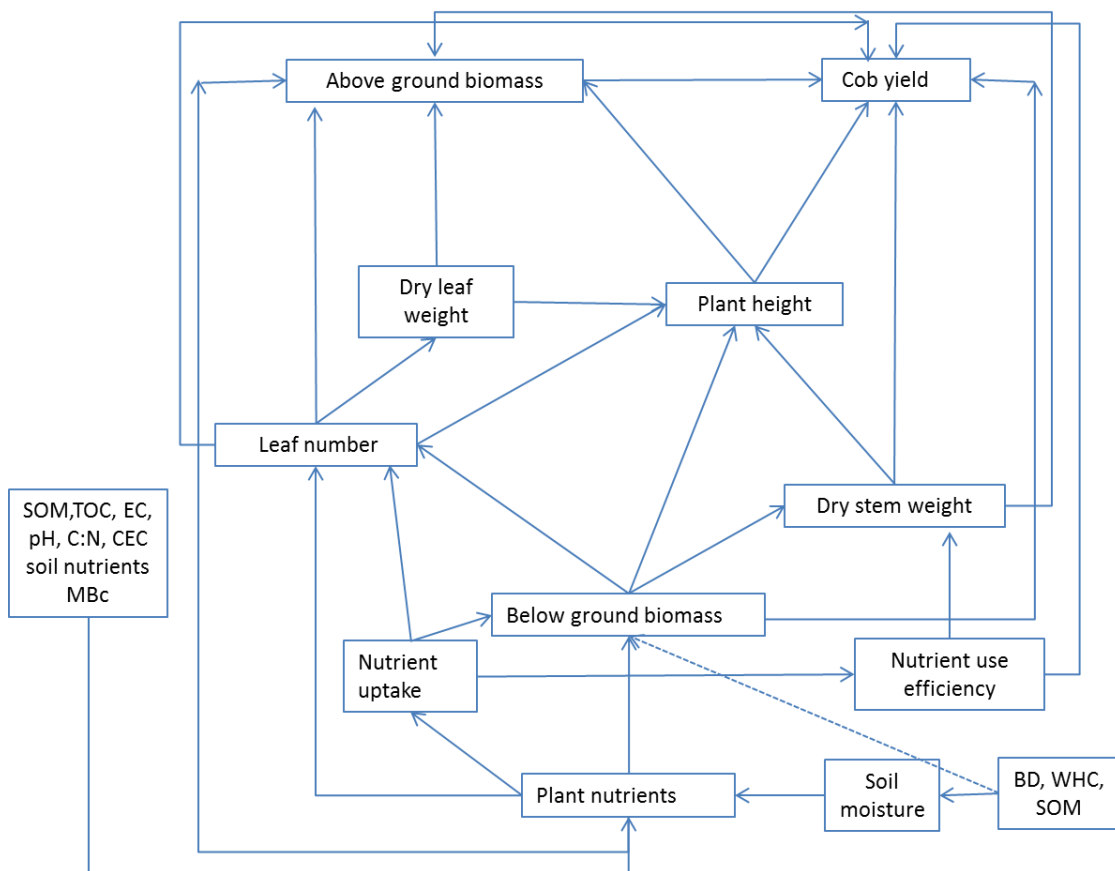 Above ground biomass
Cob yield
Dry leaf
weight
Plant height
Leaf number
SOM,TOC, EC,
pH, C:N, CEC
soil nutrients
MBc
Dry stem weight
Below ground biomass
Nutrient
uptake
Nutrient use
efficiency
Plant nutrients
Soil
moisture
BD, WHC,
SOM